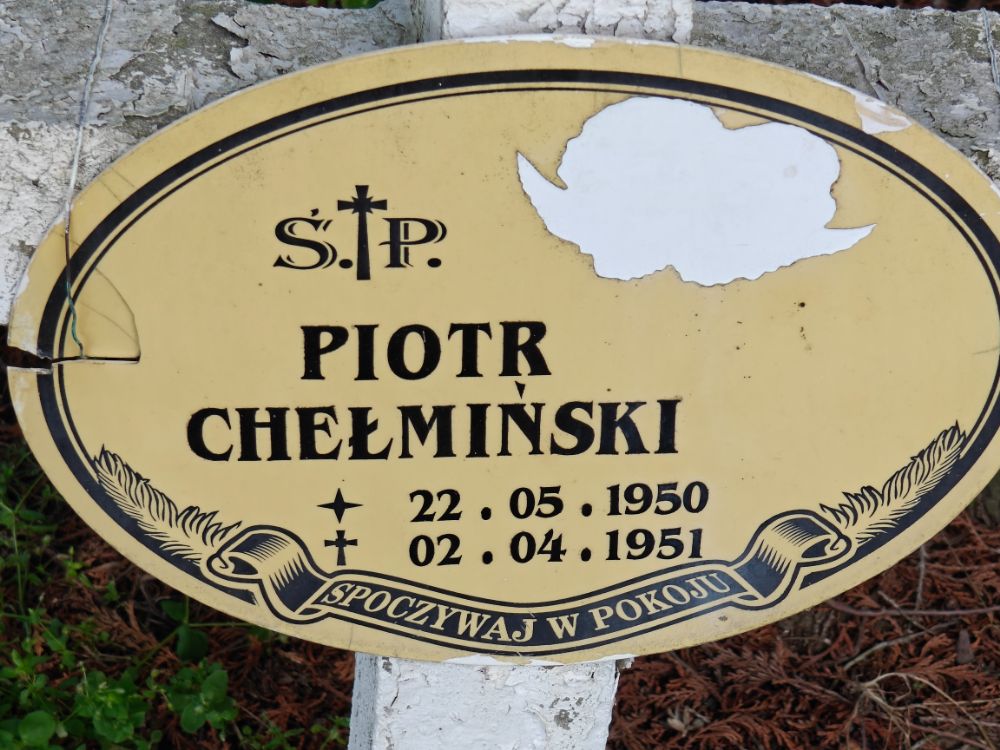 Ś.P.
PIOTR
CHEŁMIŃSKI
22.05.1950
02.04.1951
SPOCZYWAJ W POKOJU